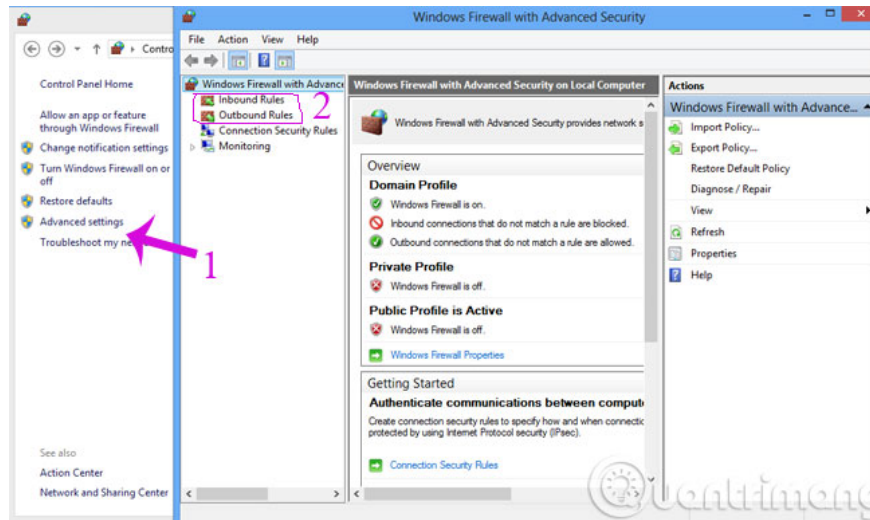 Windows Firewall with Advanced Security
Contro
Control Panel Home
Allow an app or feature
through Windows Firewall
Change notification settings
Turn Windows Firewall on or
off
Restore defaults
Advanced settings
Troubleshoot my ne
1
See also
Action Center
Network and Sharing Center
File Action View Help
Windows Firewall with Advance
Inbound Rules
Outbound Rules
2
Connection Security Rules
Monitoring
Windows Firewall with Advanced Security on Local Computer
Windows Firewall with Advanced Security provides network s
Overview
Domain Profile
Windows Firewall is on.
Inbound connections that do not match a rule are blocked.
Outbound connections that do not match a rule are allowed.
Private Profile
Windows Firewall is off.
Public Profile is Active
Windows Firewall is off.
Windows Firewall Properties
Getting Started
Authenticate communications between compute
Create connection security rules to specify how and when connectic
protected by using Internet Protocol security (IPsec).
Connection Security Rules
Actions
Windows Firewall with Advance...
Import Policy...
Export Policy...
Restore Default Policy
Diagnose / Repair
View
Refresh
Properties
Help
uantrimang